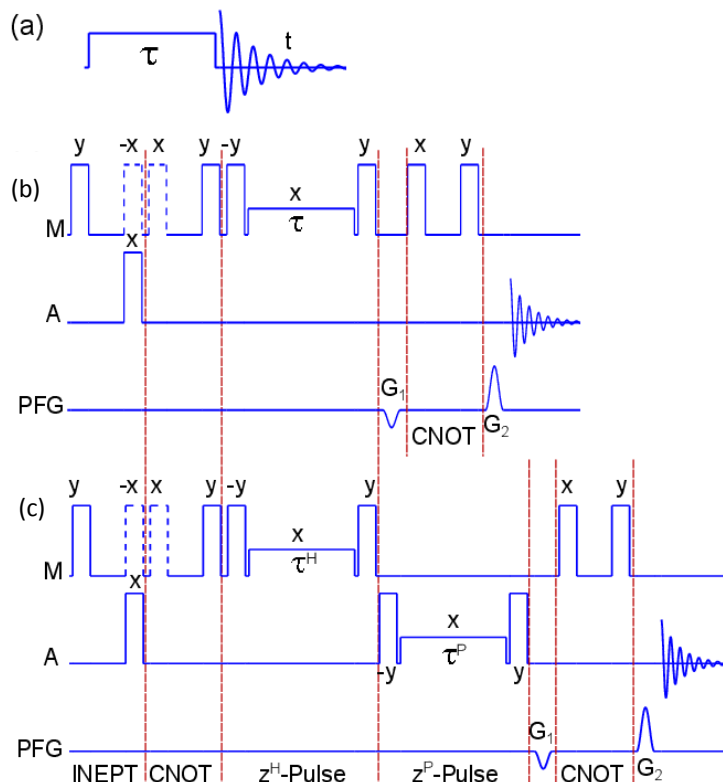 (a)
τ
t
y -x x y -y y x y
(b)
x
τ
M
x
A
G1
PFG
CNOT G2
y -x x y -y y x y
(c)
x
τH
M
x
x
A
τP
-y y
G1
PFG
G2
INEPT CNOT zH-Pulse zP-Pulse CNOT